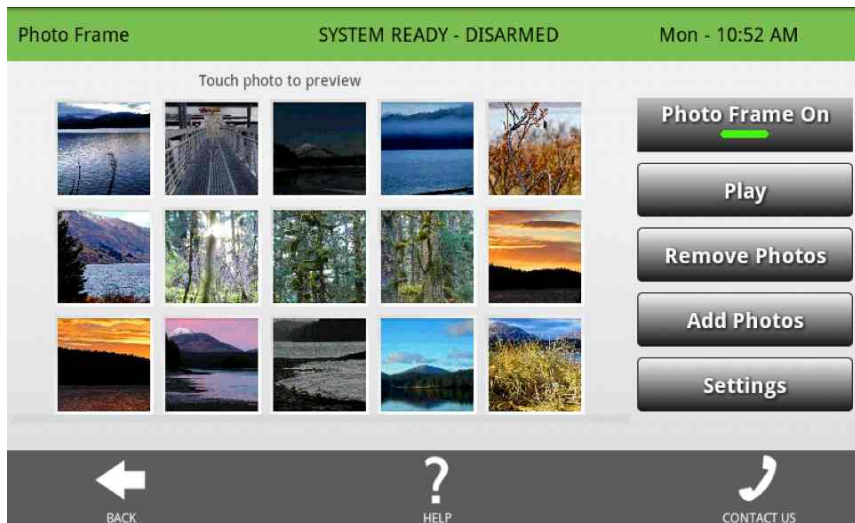 Photo Frame SYSTEM READY - DISARMED Mon - 10:52 AM
Touch photo to preview
Photo Frame On
Play
Remove Photos
Add Photos
Settings
BACK HELP CONTACT US